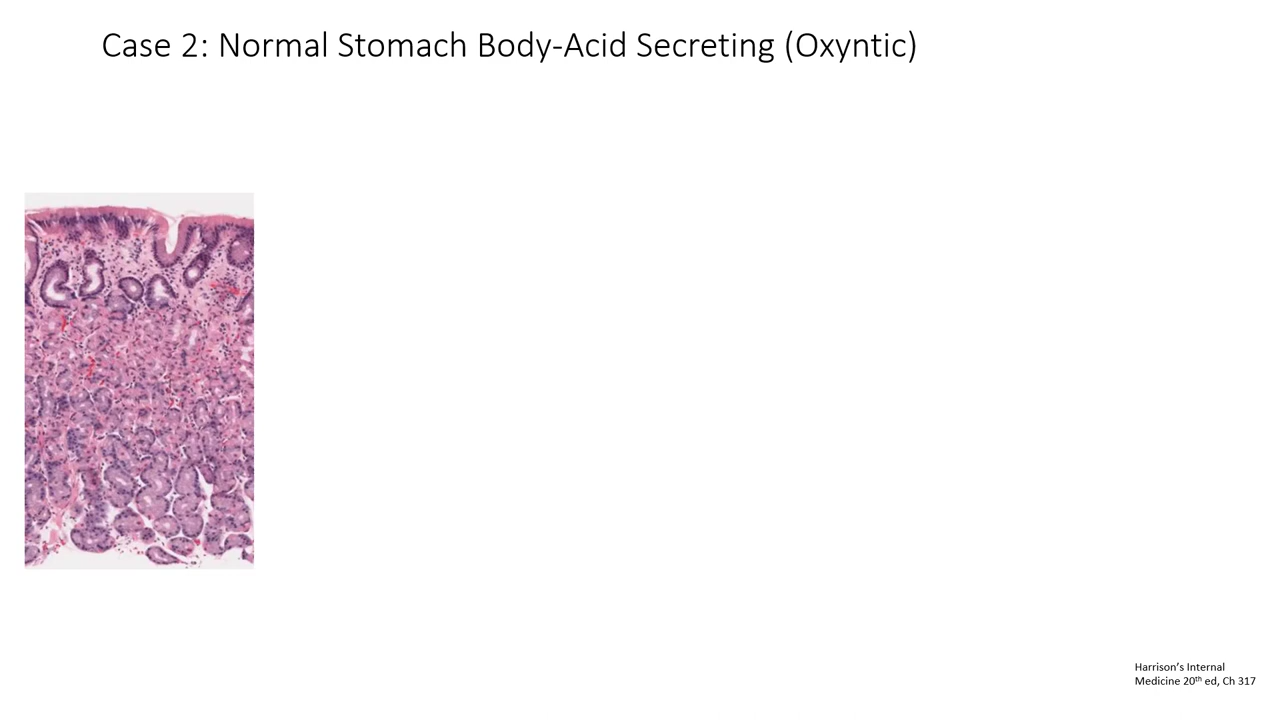 Case 2: Normal Stomach Body-Acid Secreting (Oxyntic)
Harrison’s Internal
Medicine 20th ed, Ch 317